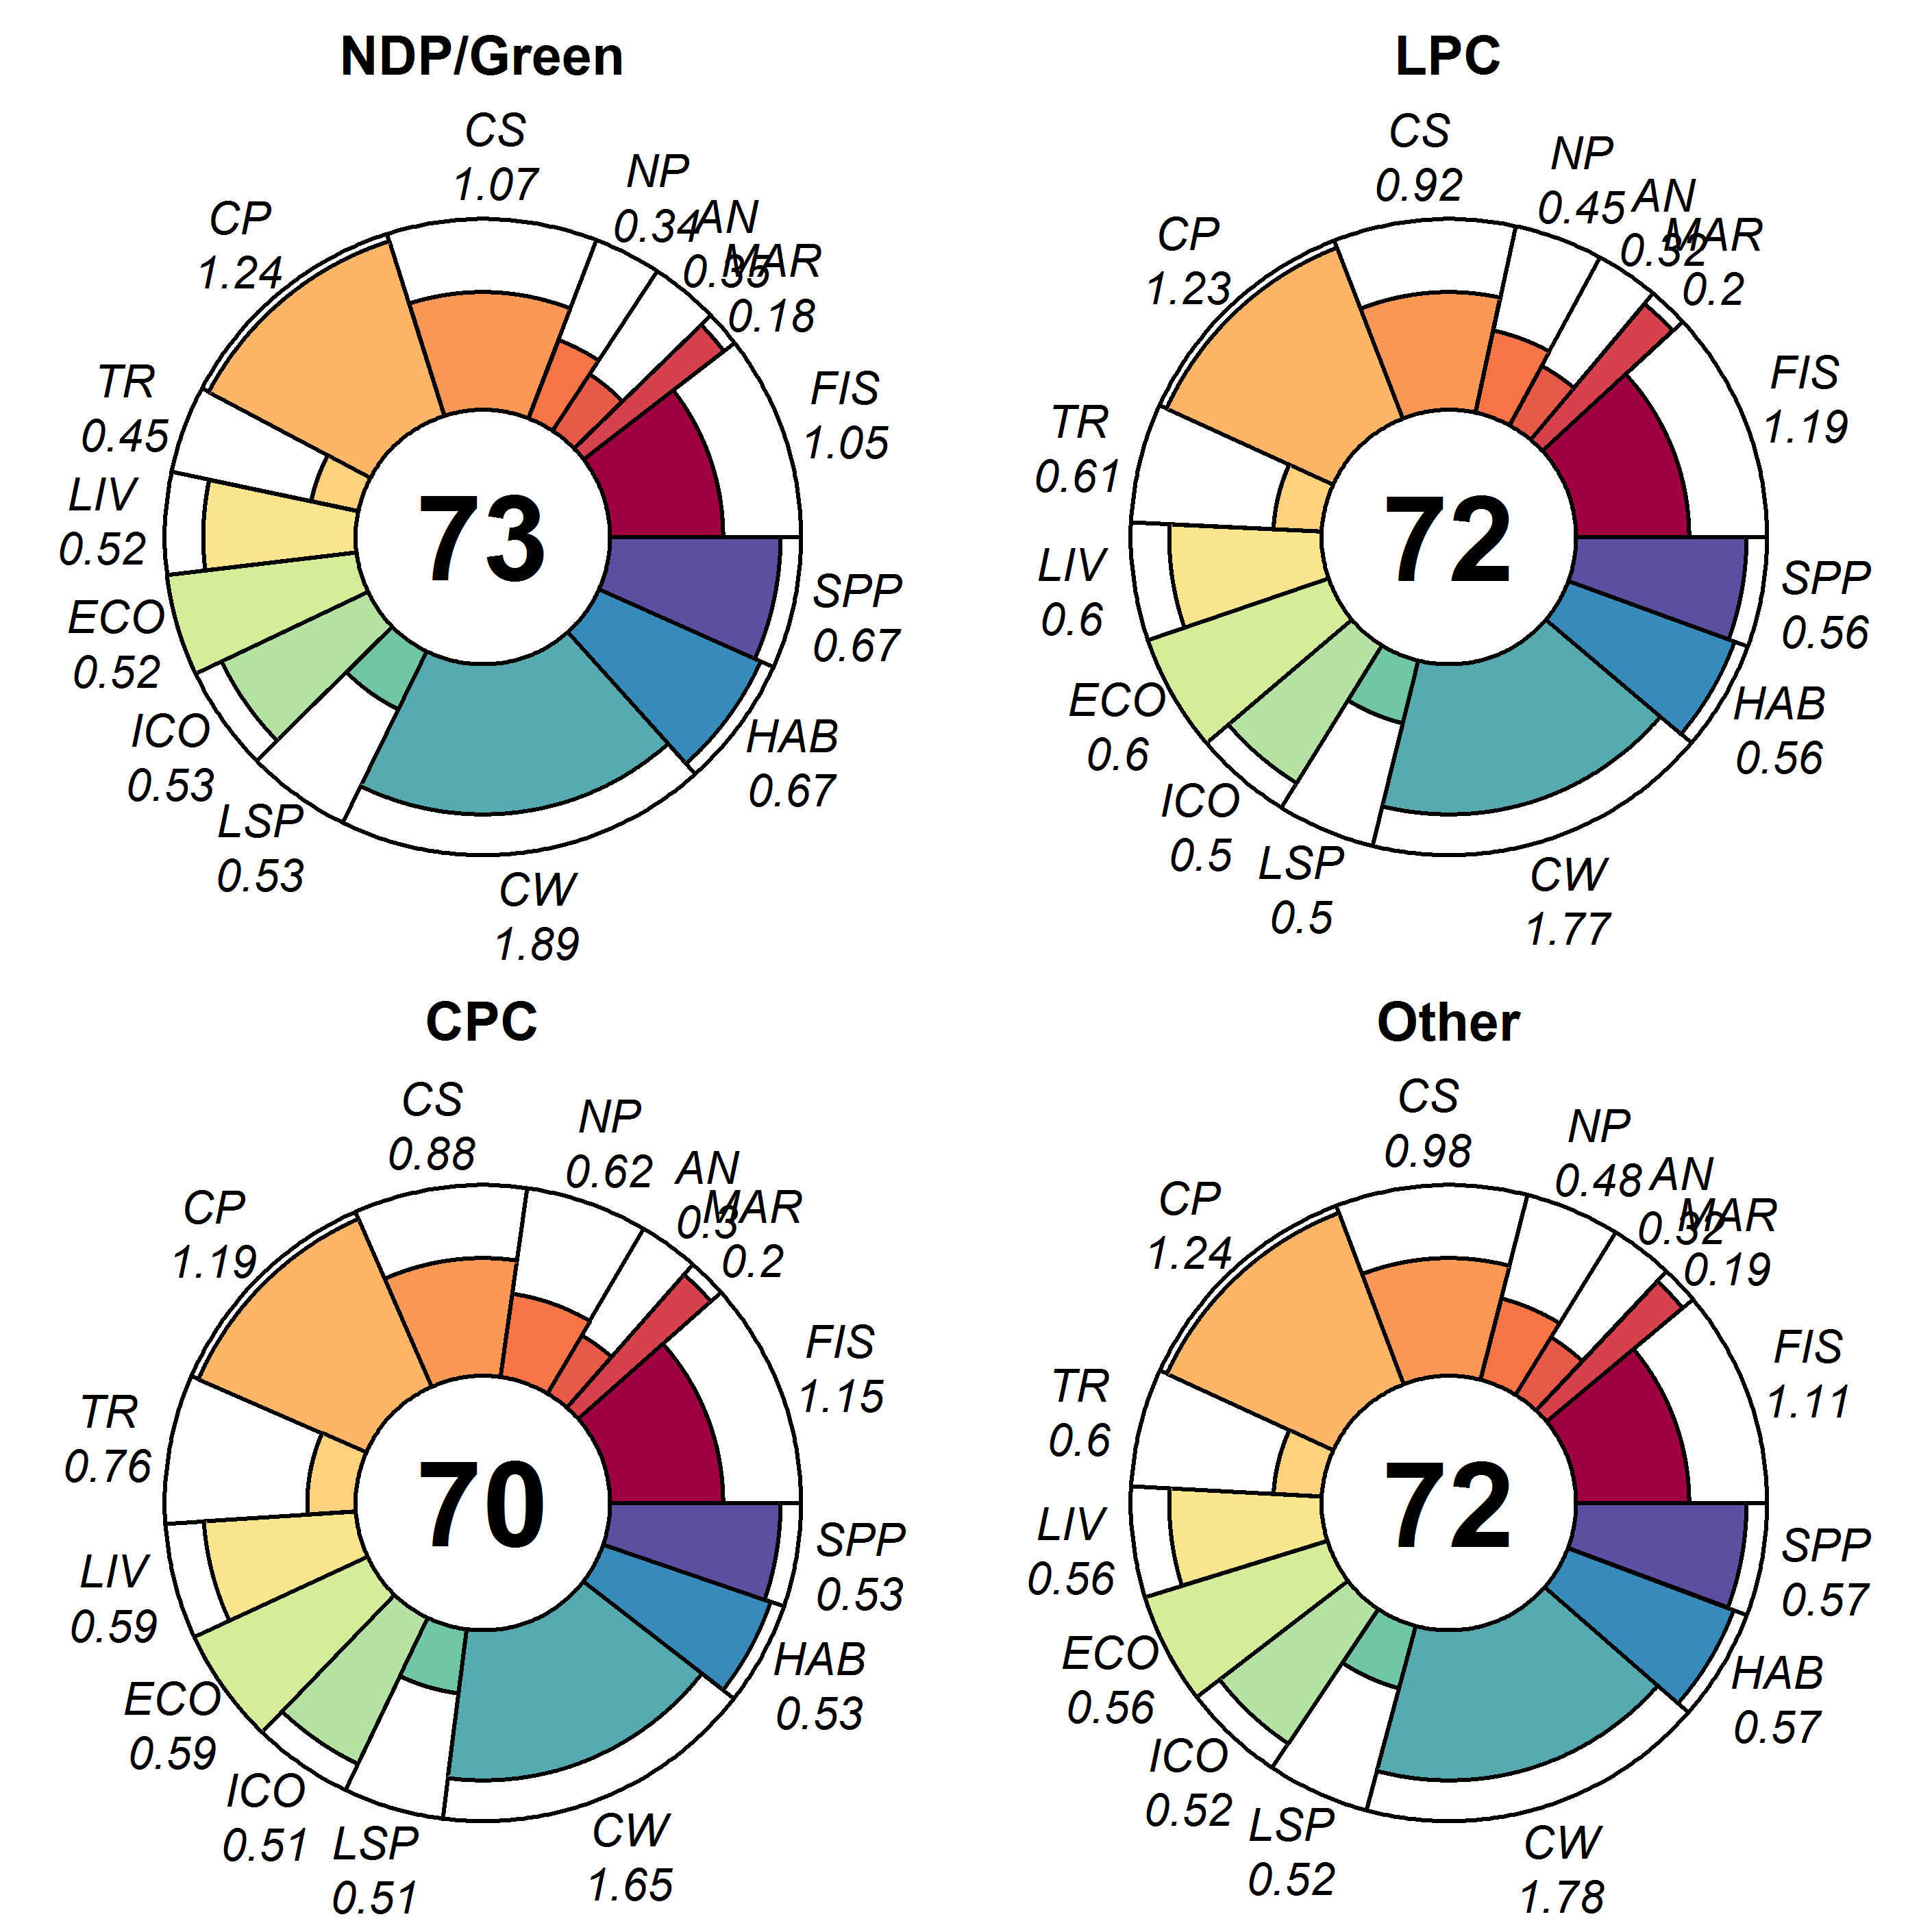 NDP/Green
CS
1.07
NP
0.34
AN
0.35
MAR
0.18
CP
1.24
FIS
1.05
TR
0.45
LIV
0.52
73
SPP
0.67
ECO
0.52
HAB
0.67
ICO
0.53
LSP
0.53
CW
1.89
LPC
CS
0.92
NP
0.45
AN
0.32
MAR
0.2
CP
1.23
FIS
1.19
TR
0.61
LIV
0.6
72
SPP
0.56
ECO
0.6
HAB
0.56
ICO
0.5
LSP
0.5
CW
1.77
CPC
CS
0.88
NP
0.62
AN
0.3
MAR
0.2
CP
1.19
FIS
1.15
TR
0.76
LIV
0.59
70
SPP
0.53
ECO
0.59
HAB
0.53
ICO
0.51
LSP
0.51
CW
1.65
Other
CS
0.98
NP
0.48
AN
0.32
MAR
0.19
CP
1.24
FIS
1.11
TR
0.6
LIV
0.56
72
SPP
0.57
ECO
0.56
HAB
0.57
ICO
0.52
LSP
0.52
CW
1.78